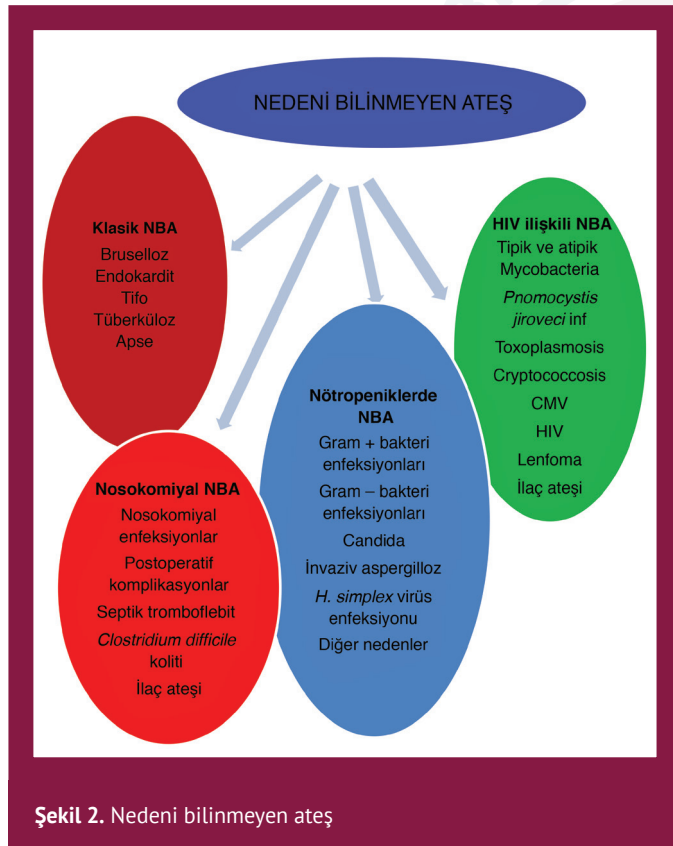 NEDENİ BİLİNMEYEN ATEŞ
Klasik NBA
Bruselloz
Endokardit
Tifo
Tüberküloz
Apse
Nosokomiyal NBA
Nosokomiyal
enfeksiyonlar
Postoperatif
komplikasyonlar
Septik tromboflebit
Clostridium difficile
koliti
İlaç ateşi
Nötropeniklerde
NBA
Gram + bakteri
enfeksiyonları
Gram – bakteri
enfeksiyonları
Candida
İnvaziv aspergilloz
H. simplex virüs
enfeksiyonu
Diğer nedenler
HIV ilişkili NBA
Tipik ve atipik
Mycobacteria
Pnomocystis
jiroveci inf
Toxoplasmosis
Cryptococcosis
CMV
HIV
Lenfoma
İlaç ateşi
Şekil 2. Nedeni bilinmeyen ateş